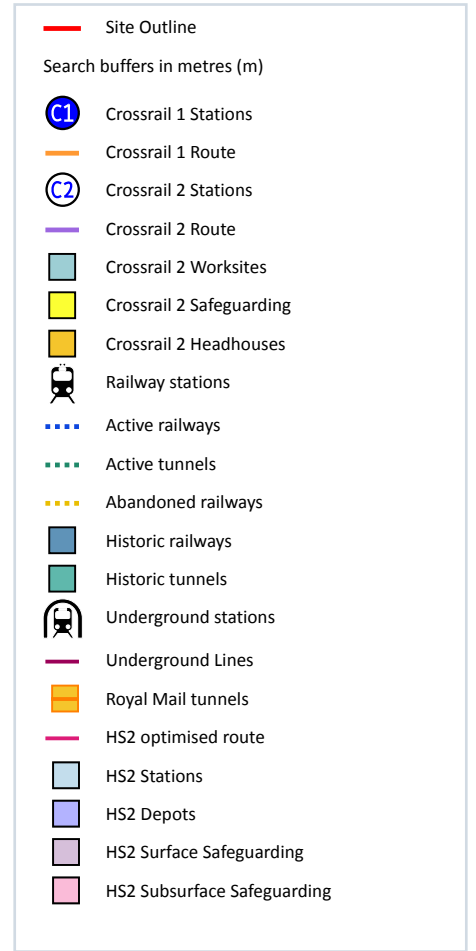 Site Outline
Search buffers in metres (m)
C1 Crossrail 1 Stations
Crossrail 1 Route
C2 Crossrail 2 Stations
Crossrail 2 Route
Crossrail 2 Worksites
Crossrail 2 Safeguarding
Crossrail 2 Headhouses
Railway stations
Active railways
Active tunnels
Abandoned railways
Historic railways
Historic tunnels
Underground stations
Underground Lines
Royal Mail tunnels
HS2 optimised route
HS2 Stations
HS2 Depots
HS2 Surface Safeguarding
HS2 Subsurface Safeguarding